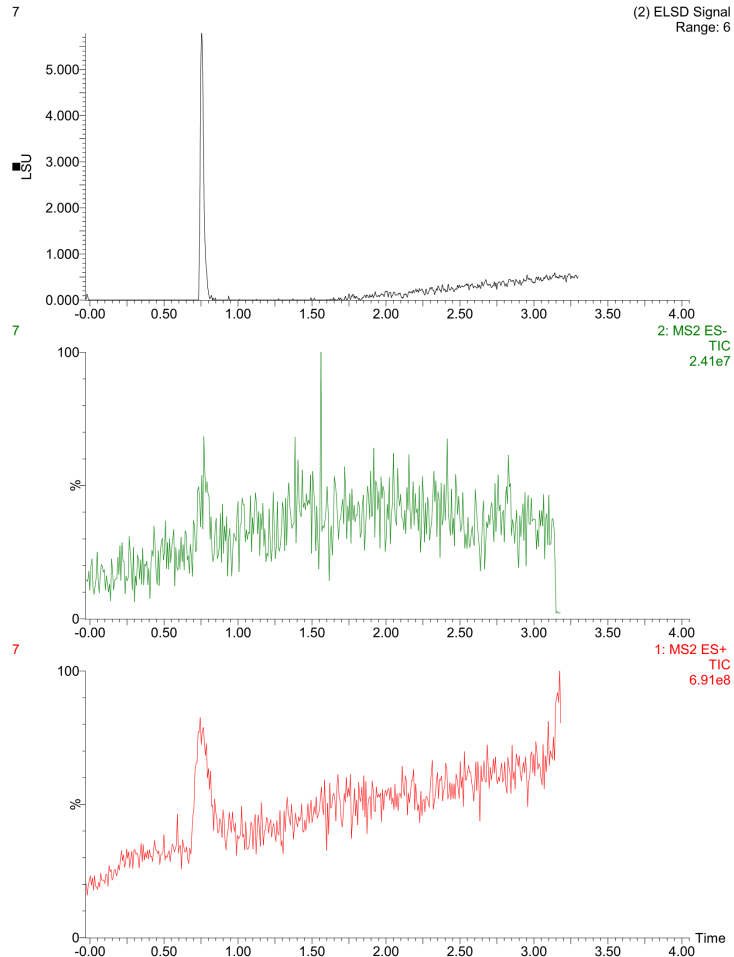 7
(2) ELSD Signal
Range: 6
5.000
4.000
3.000
LSU
2.000
1.000
0.000
-0.00 0.50 1.00 1.50 2.00 2.50 3.00 3.50 4.00
7
2: MS2 ES-
TIC
2.41e7
100
%
0
-0.00 0.50 1.00 1.50 2.00 2.50 3.00 3.50 4.00
7
1: MS2 ES+
TIC
6.91e8
100
%
0
Time
-0.00 0.50 1.00 1.50 2.00 2.50 3.00 3.50 4.00